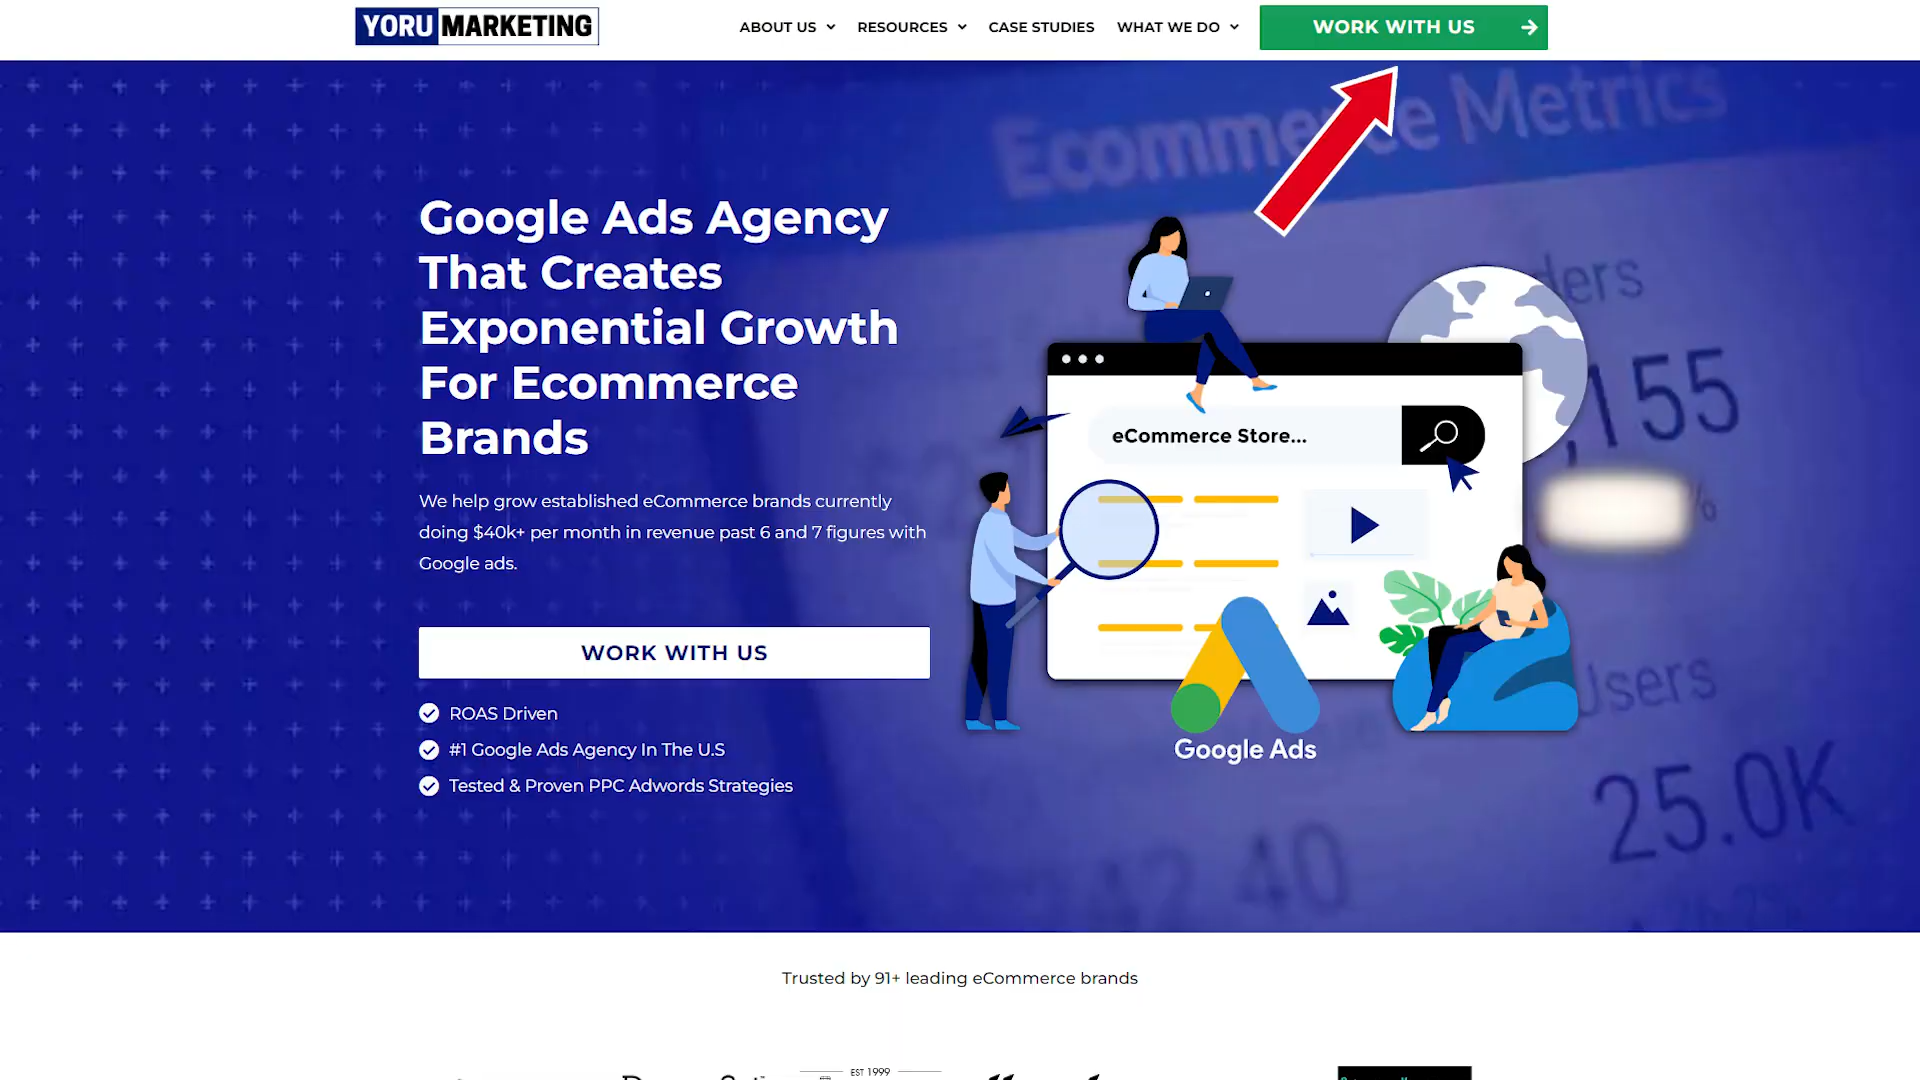 YORU MARKETING
ABOUT US
RESOURCES
CASE STUDIES
WHAT WE DO
WORK WITH US
Ecommerce Metrics
Google Ads Agency
That Creates
Exponential Growth
For Ecommerce
Brands
We help grow established eCommerce brands currently
doing $40k+ per month in revenue past 6 and 7 figures with
Google ads.
WORK WITH US
ROAS Driven
#1 Google Ads Agency In The U.S
Tested & Proven PPC Adwords Strategies
eCommerce Store...
,155
%
Users
25.0K
Google Ads
Trusted by 91+ leading eCommerce brands
EST 1999